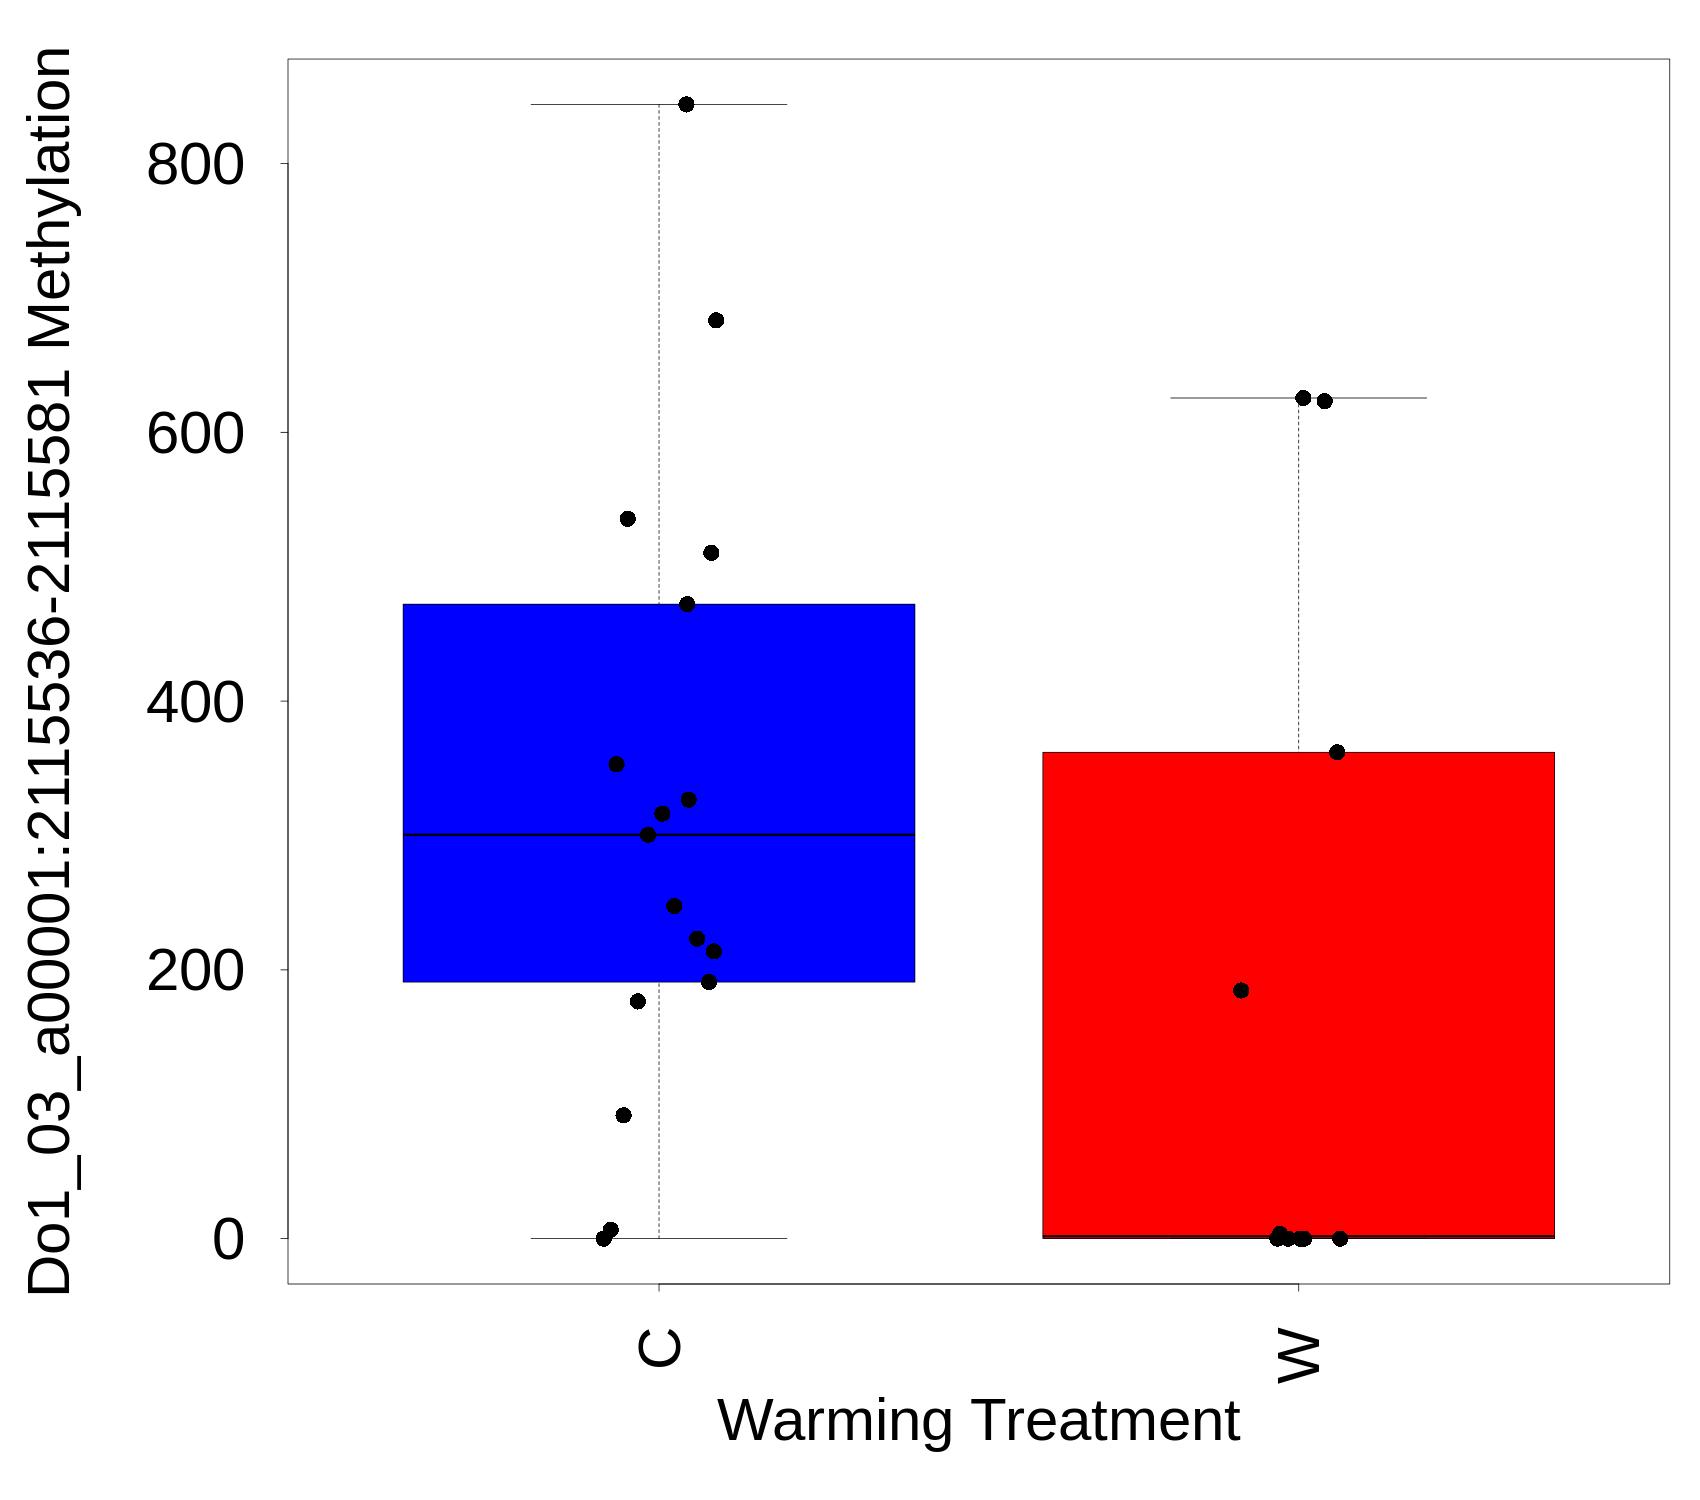 Do1_03_a00001:2115536-2115581 Methylation
800
600
400
200
0
C
W
Warming Treatment